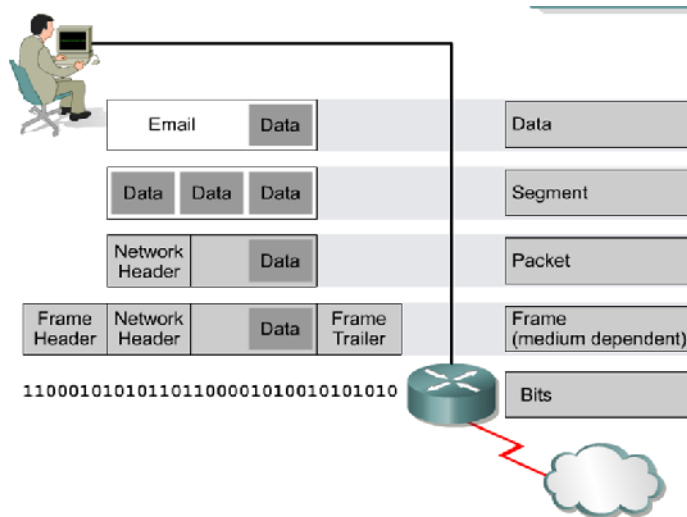 Email Data Data
Data Data Data Segment
Network
Header Data Packet
Frame
Header Network
Header Data Frame
Trailer Frame
(medium dependent)
1100010101011011000010100101010 Bits